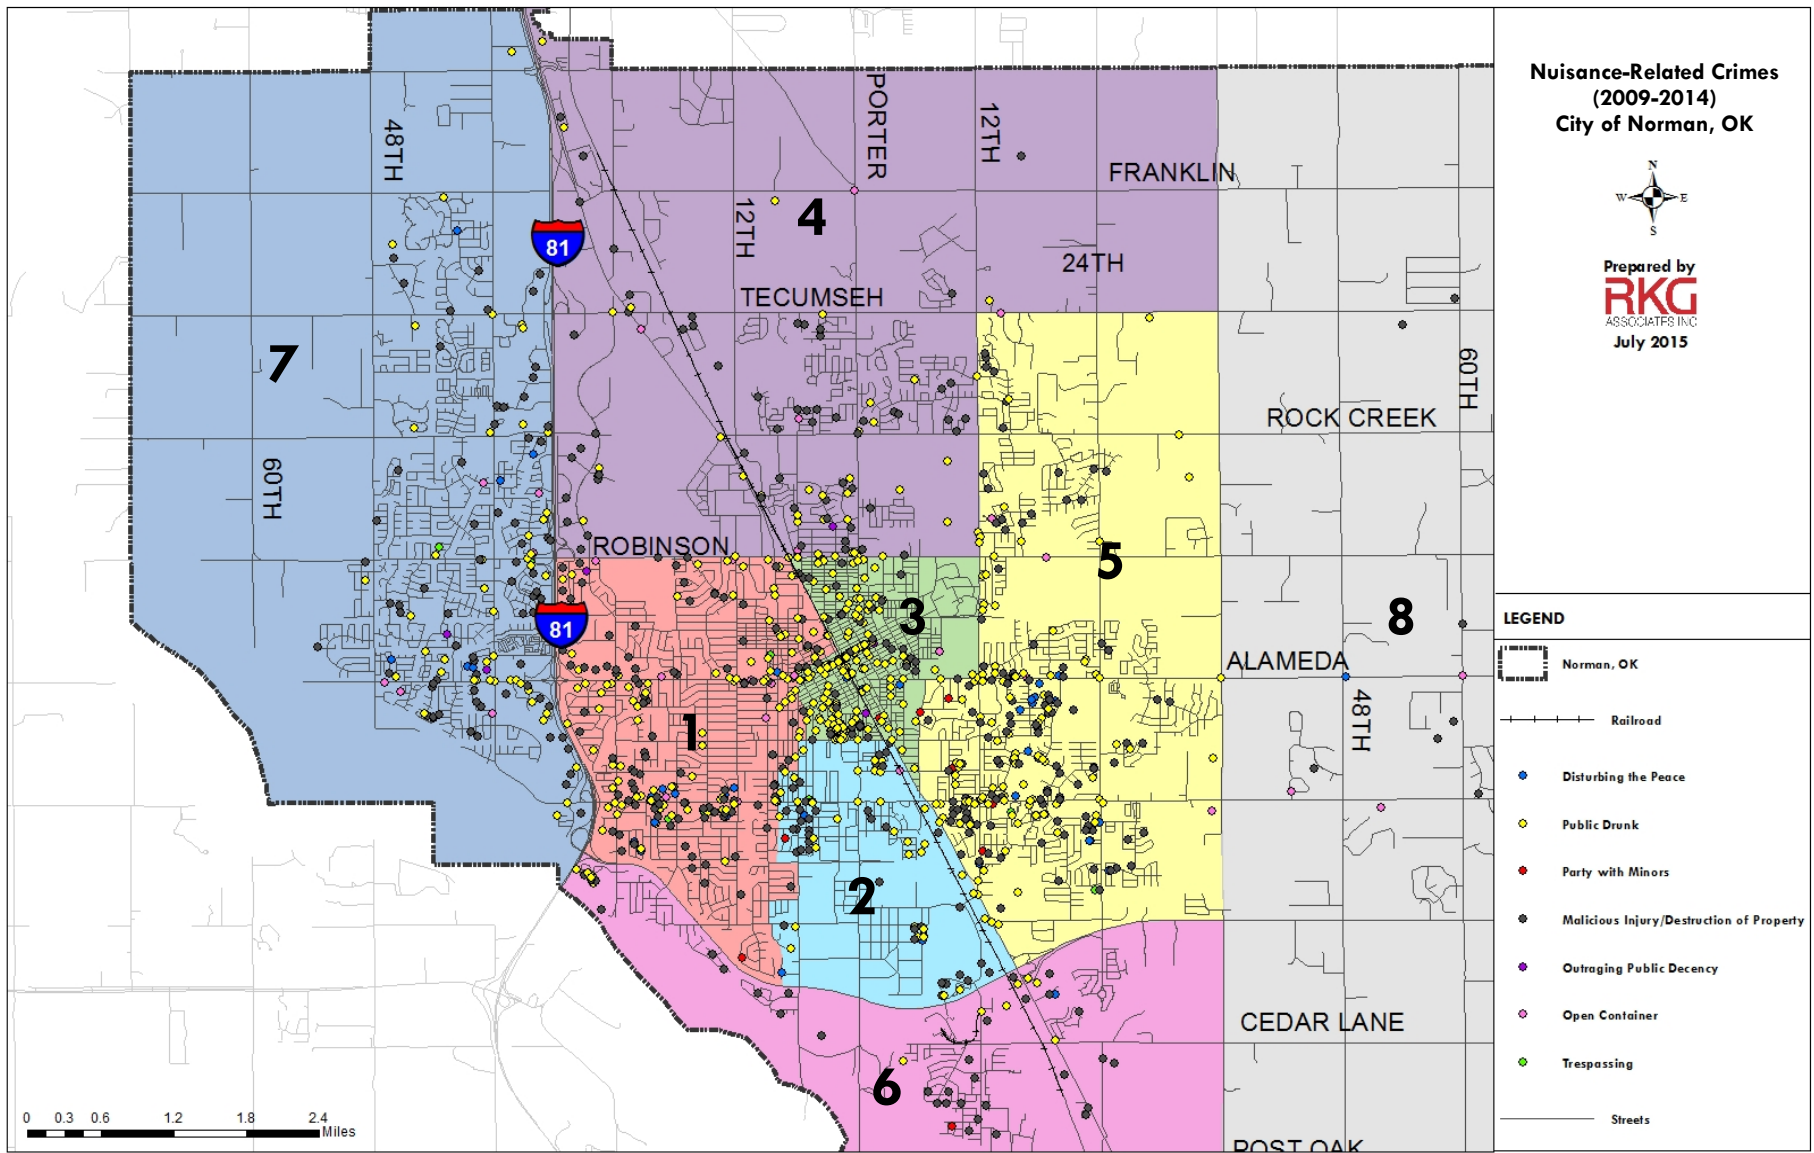 48TH
PORTER
12TH
FRANKLIN
12TH
4
81
24TH
TECUMSEH
7
60TH
ROCK CREEK
60TH
ROBINSON
5
3
8
81
ALAMEDA
48TH
1
2
CEDAR LANE
6
POST OAK
0 0.3 0.6 1.2 1.8 2.4
Miles
Nuisance-Related Crimes
(2009-2014)
City of Norman, OK
N
W E
S
Prepared by
RKG
ASSOCIATES INC
July 2015
LEGEND
Norman, OK
Railroad
Disturbing the Peace
Public Drunk
Party with Minors
Malicious Injury/Destruction of Property
Outraging Public Decency
Open Container
Trespassing
Streets